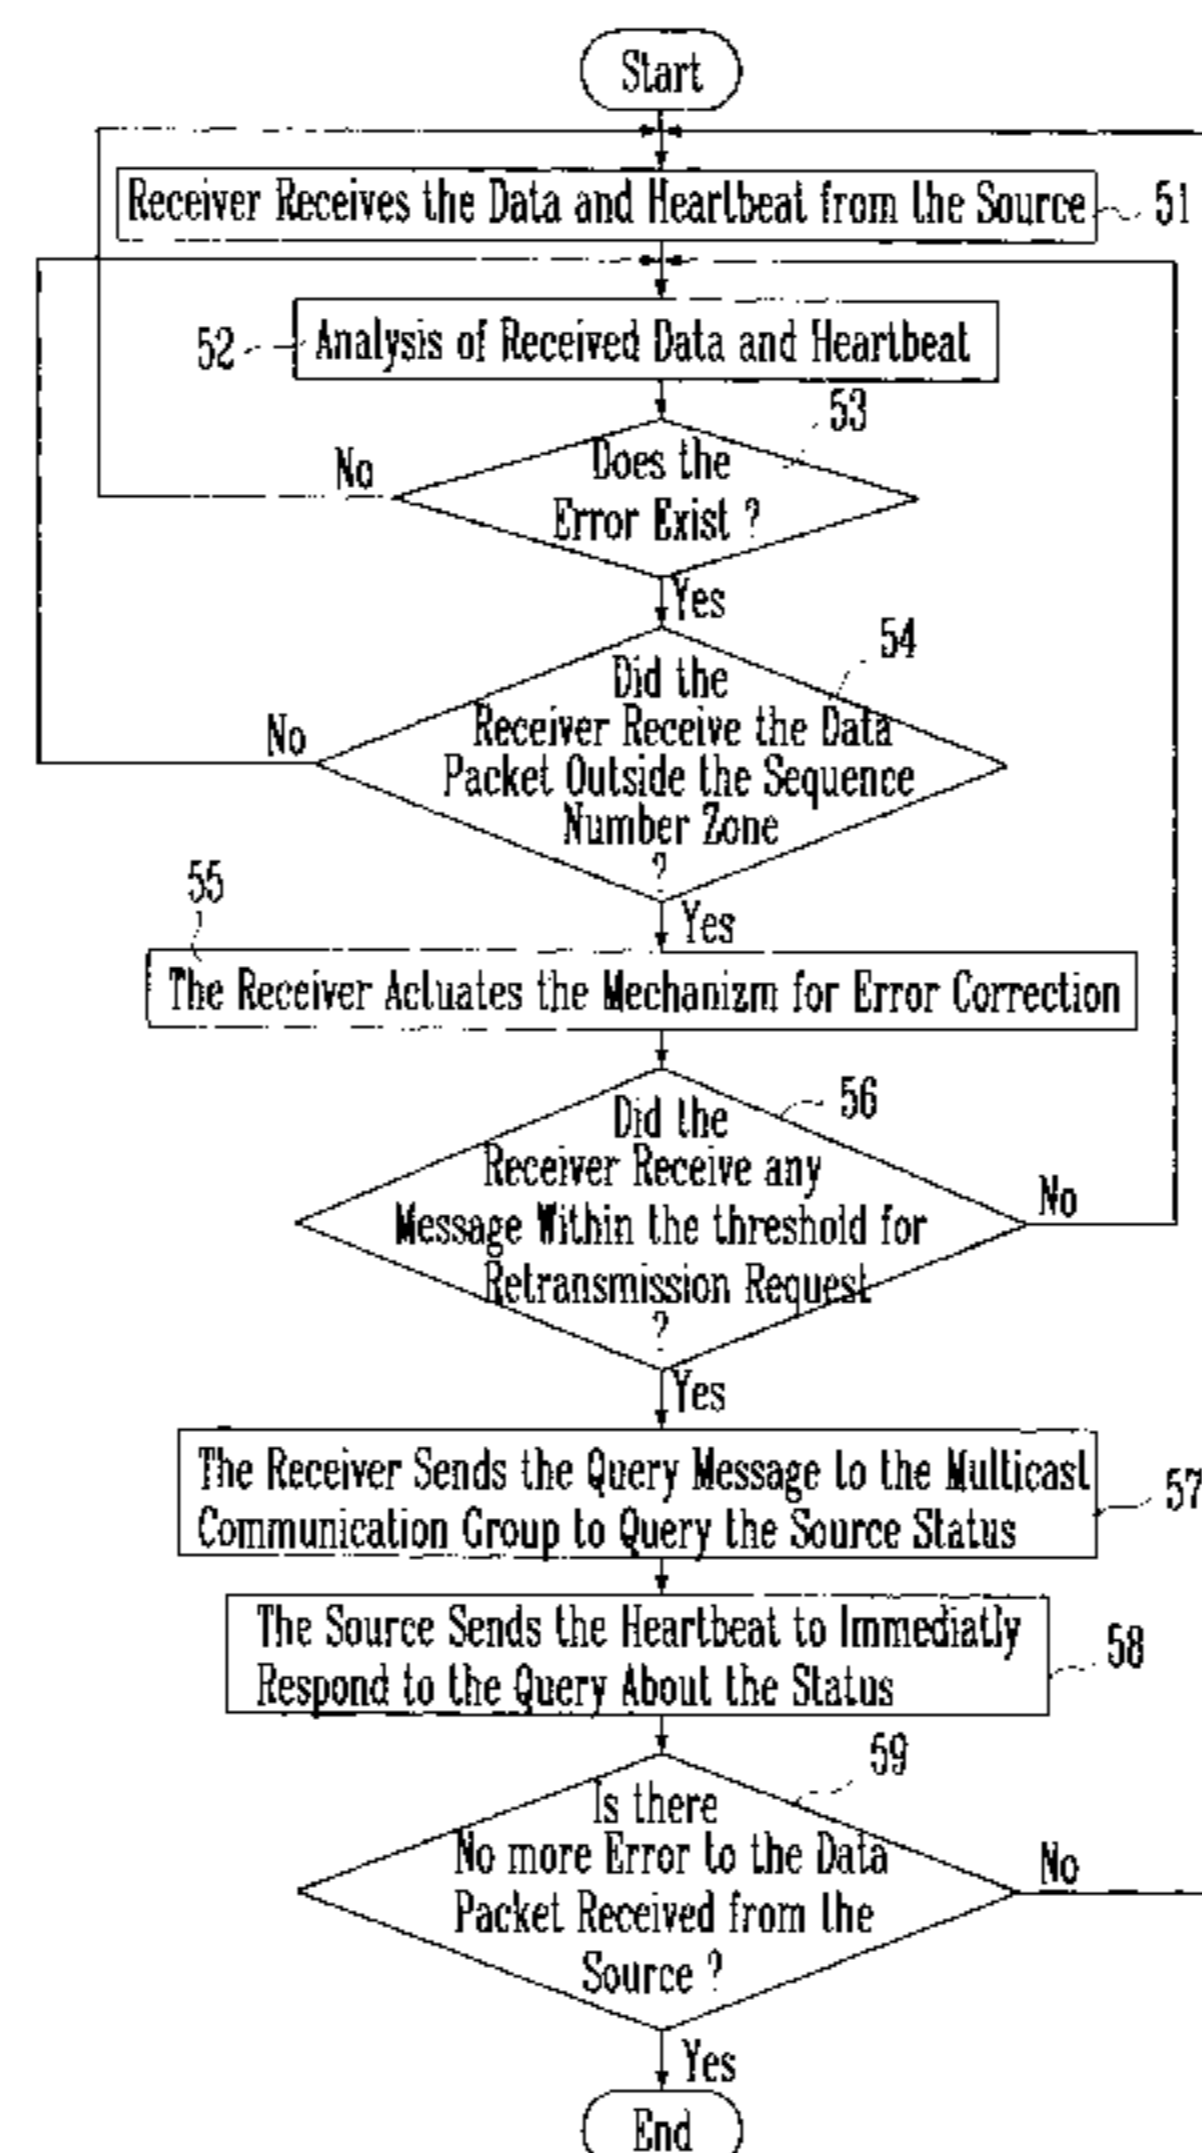 Start
Receiver Receives the Data and Heartbeat from the Source
51
52
Analysis of Received Data and Heartbeat
53
Does the
Error Exist ?
No
Yes
54
Did the
Receiver Receive the Data
Packet Outside the Sequence
Number Zone
?
No
Yes
55
The Receiver Actuates the Mechanizm for Error Correction
56
Did the
Receiver Receive any
Message Within the threshold for
Retransmission Request
?
No
Yes
The Receiver Sends the Query Message to the Multicast
Communication Group to Query the Source Status
57
The Source Sends the Heartbeat to Immediatly
Respond to the Query About the Status
58
59
Is there
No more Error to the Data
Packet Received from the
Source ?
No
Yes
End